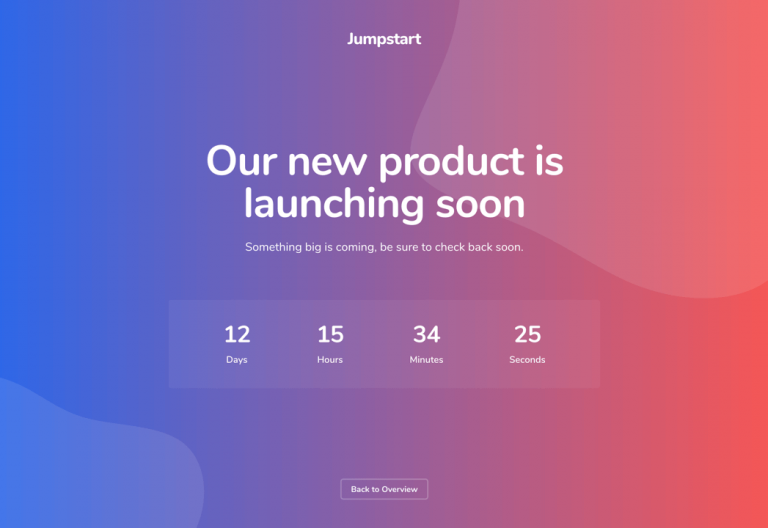 Jumpstart
Our new product is
launching soon
Something big is coming, be sure to check back soon.
12 15 34 25
Days Hours Minutes Seconds
Back to Overview